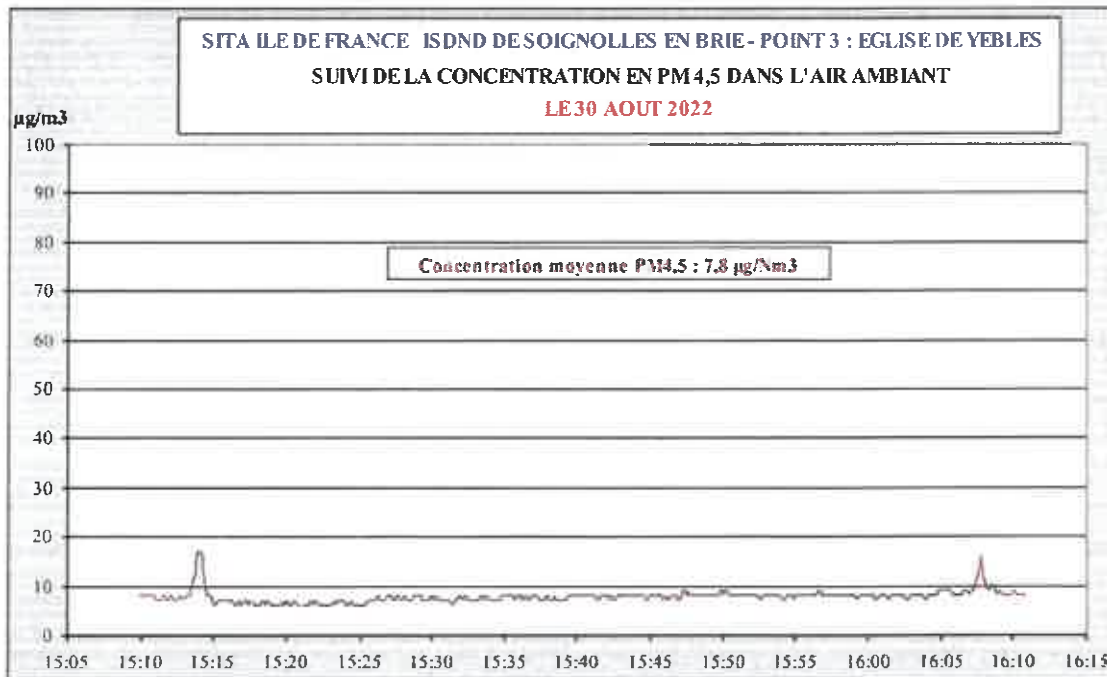 SITA ILE DE FRANCE ISDND DE SOIGNOLLES EN BRIE - POINT 3 : EGLISE DE YEBLES
SUIVI DE LA CONCENTRATION EN PM 4,5 DANS L'AIR AMBIANT
LE 30 AOUT 2022
µg/m3
100
90
80
Concentration moyenne PM4,5 : 7,8 µg/Nm3
70
60
50
40
30
20
10
0
15:05 15:10 15:15 15:20 15:25 15:30 15:35 15:40 15:45 15:50 15:55 16:00 16:05 16:10 16:15